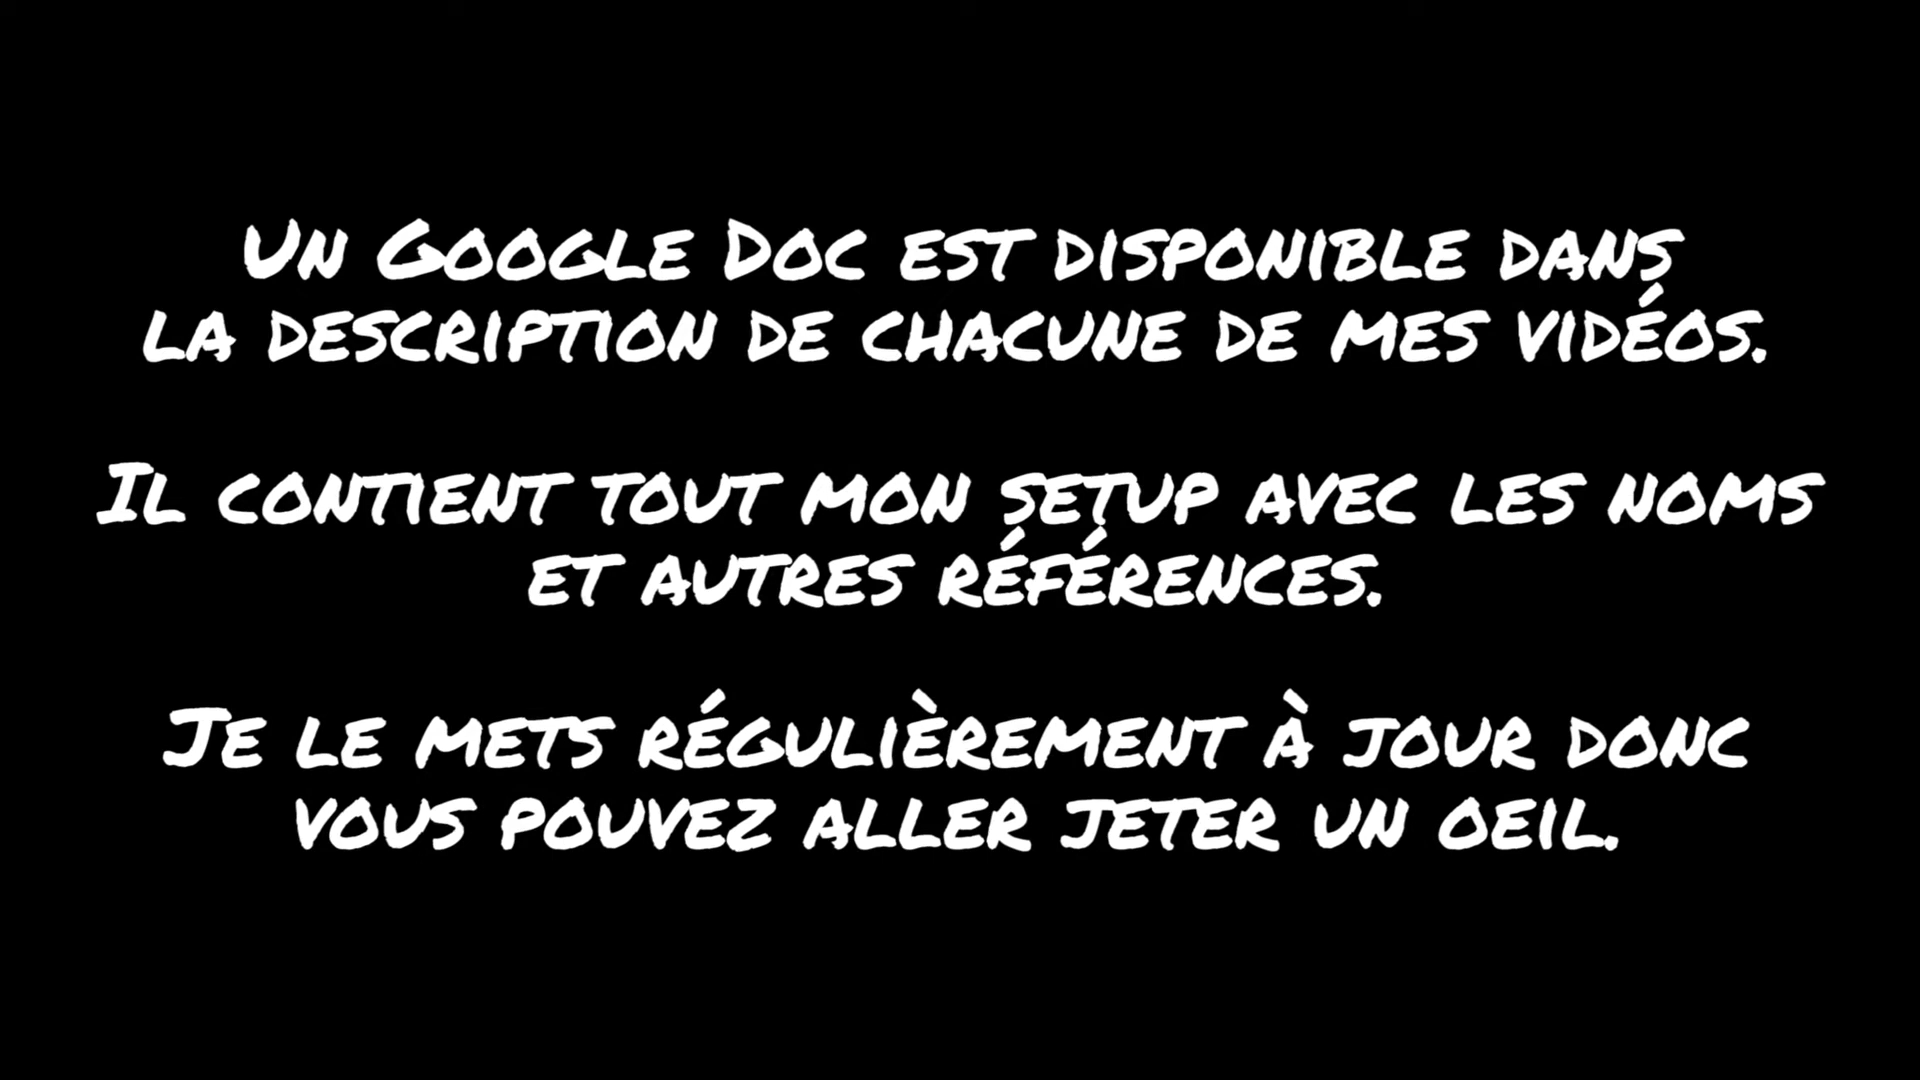 Un Google Doc est disponible dans
la description de chacune de mes vidéos.
Il contient tout mon setup avec les noms
et autres références.
Je le mets régulièrement à jour donc
vous pouvez aller jeter un oeil.